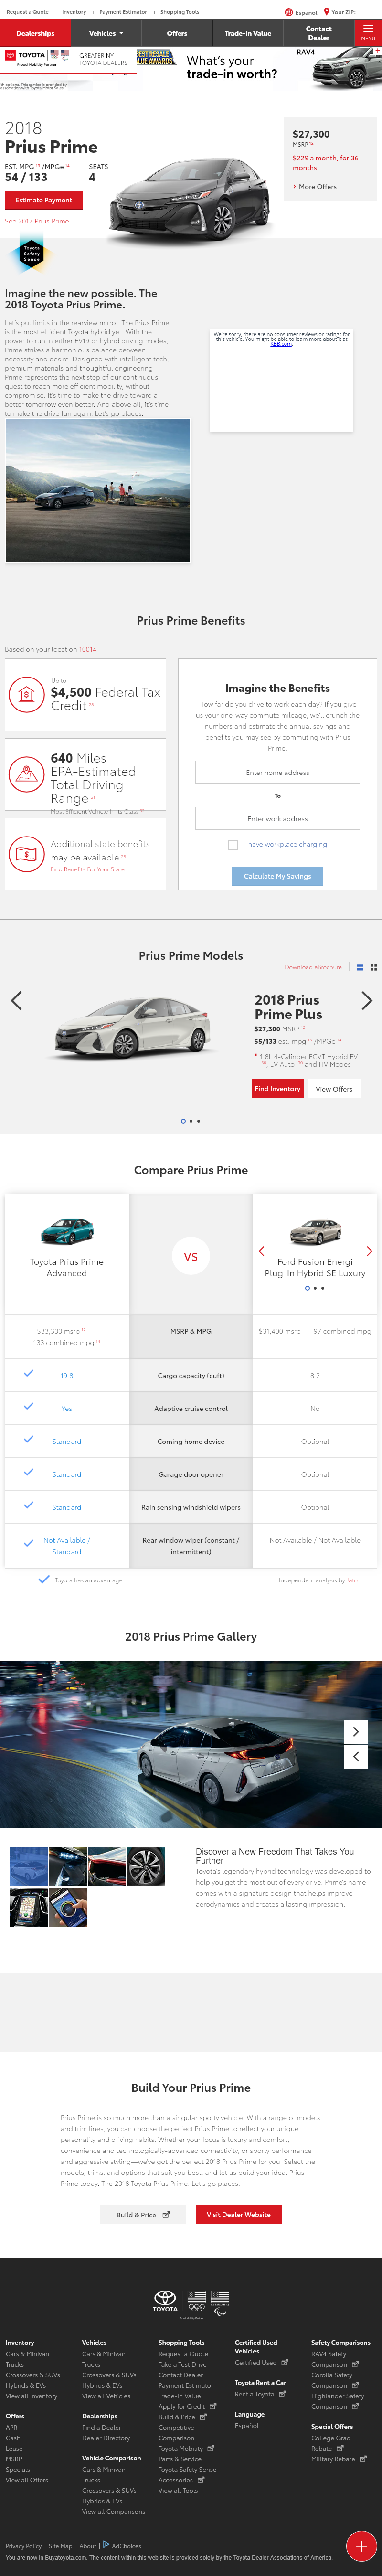 Request a Quote | Inventory | Payment Estimator | Shopping Tools
Español
Your ZIP:
Dealerships
Vehicles
Offers
Trade-In Value
Contact
Dealer
MENU
TOYOTA
GREATER NY
TOYOTA DEALERS
BEST RESALE
VALUE AWARDS
What's your
trade-in worth?
RAV4
2018
Prius Prime
EST. MPG 13 /MPGe 14
54 / 133
SEATS
4
Estimate Payment
See 2017 Prius Prime
$27,300
MSRP 12
$229 a month, for 36
months
More Offers
Toyota
Safety
Sense
Imagine the new possible. The
2018 Toyota Prius Prime.
Let's put limits in the rearview mirror. The Prius Prime
is the most efficient Toyota hybrid yet. With the
power to run in either EV19 or hybrid driving modes,
Prime strikes a harmonious balance between
necessity and desire. Designed with intelligent tech,
premium materials and thoughtful engineering,
Prime represents the next step of our continuous
quest to reach more efficient mobility, without
compromise. It's time to make the drive toward a
better tomorrow even better. And above all, it's time
to make the drive fun again. Let's go places.
We're sorry, there are no consumer reviews or ratings for
this vehicle. You might be able to learn more about it at
KBB.com.
Prius Prime Benefits
Based on your location 10014
Up to
$4,500 Federal Tax
Credit
640 Miles
EPA-Estimated
Total Driving
Range
Most Efficient Vehicle In Its Class
Additional state benefits
may be available
Find Benefits For Your State
Imagine the Benefits
How far do you drive to work each day? If you give
us your one-way commute mileage, we'll crunch the
numbers and estimate the annual savings and
benefits you may see by commuting with Prius
Prime.
Enter home address
To
Enter work address
I have workplace charging
Calculate My Savings
Prius Prime Models
Download eBrochure
2018 Prius
Prime Plus
$27,300 MSRP 12
55/133 est. mpg 13 /MPGe 14
1.8L 4-Cylinder ECVT Hybrid EV
, EV Auto and HV Modes
Find Inventory
View Offers
Compare Prius Prime
Toyota Prius Prime
Advanced
VS
Ford Fusion Energi
Plug-In Hybrid SE Luxury
$33,300 msrp 12
133 combined mpg 14
MSRP & MPG
$31,400 msrp 97 combined mpg
19.8
Cargo capacity (cuft)
8.2
Yes
Adaptive cruise control
No
Standard
Coming home device
Optional
Standard
Garage door opener
Optional
Standard
Rain sensing windshield wipers
Optional
Not Available /
Standard
Rear window wiper (constant /
intermittent)
Not Available / Not Available
Toyota has an advantage
Independent analysis by Jato
2018 Prius Prime Gallery
Discover a New Freedom That Takes You
Further
Toyota's legendary hybrid technology was developed to
help you get the most out of every drive. Prius Prime's name
comes with a signature design that helps improve
aerodynamics and creates a lasting impression.
Build Your Prius Prime
Prius Prime is so much more than a singular sporty vehicle. With a range of models
and trim, you can choose the perfect Prius Prime to reflect your unique
personality and driving habits. Whether your focus is luxury and comfort,
convenience and technologically-advanced connectivity, or sporty performance
and aggressive styling—we've got the perfect 2018 Prius Prime for you. Select the
models, trims, and options that suit you best, and let us build your ideal Prius
Prime today. The 2018 Toyota Prius Prime. Let's go places.
Build & Price
Visit Dealer Website
TOYOTA
Inventory
Cars & Minivan
Trucks
Crossovers & SUVs
Hybrids & EVs
View all Inventory
Offers
APR
Cash
Lease
MSRP
Specials
View all Offers
Vehicles
Cars & Minivan
Trucks
Crossovers & SUVs
Hybrids & EVs
View all Vehicles
Dealerships
Find a Dealer
Dealer Directory
Vehicle Comparison
Cars & Minivan
Trucks
Crossovers & SUVs
Hybrids & EVs
View all Comparisons
Shopping Tools
Request a Quote
Take a Test Drive
Contact Dealer
Payment Estimator
Trade-In Value
Apply for Credit
Build & Price
Competitive
Comparison
Toyota Mobility
Parts & Service
Toyota Safety Sense
Accessories
View all Tools
Certified Used
Vehicles
Certified Used
Toyota Rent a Car
Rent a Toyota
Language
Español
Safety Comparisons
RAV4 Safety
Comparison
Corolla Safety
Comparison
Highlander Safety
Comparison
Special Offers
College Grad
Rebate
Military Rebate
Privacy Policy | Site Map | About | AdChoices
You are now in Buyatoyota.com. The content within this web site is provided solely by the Toyota Dealer Associations of America.